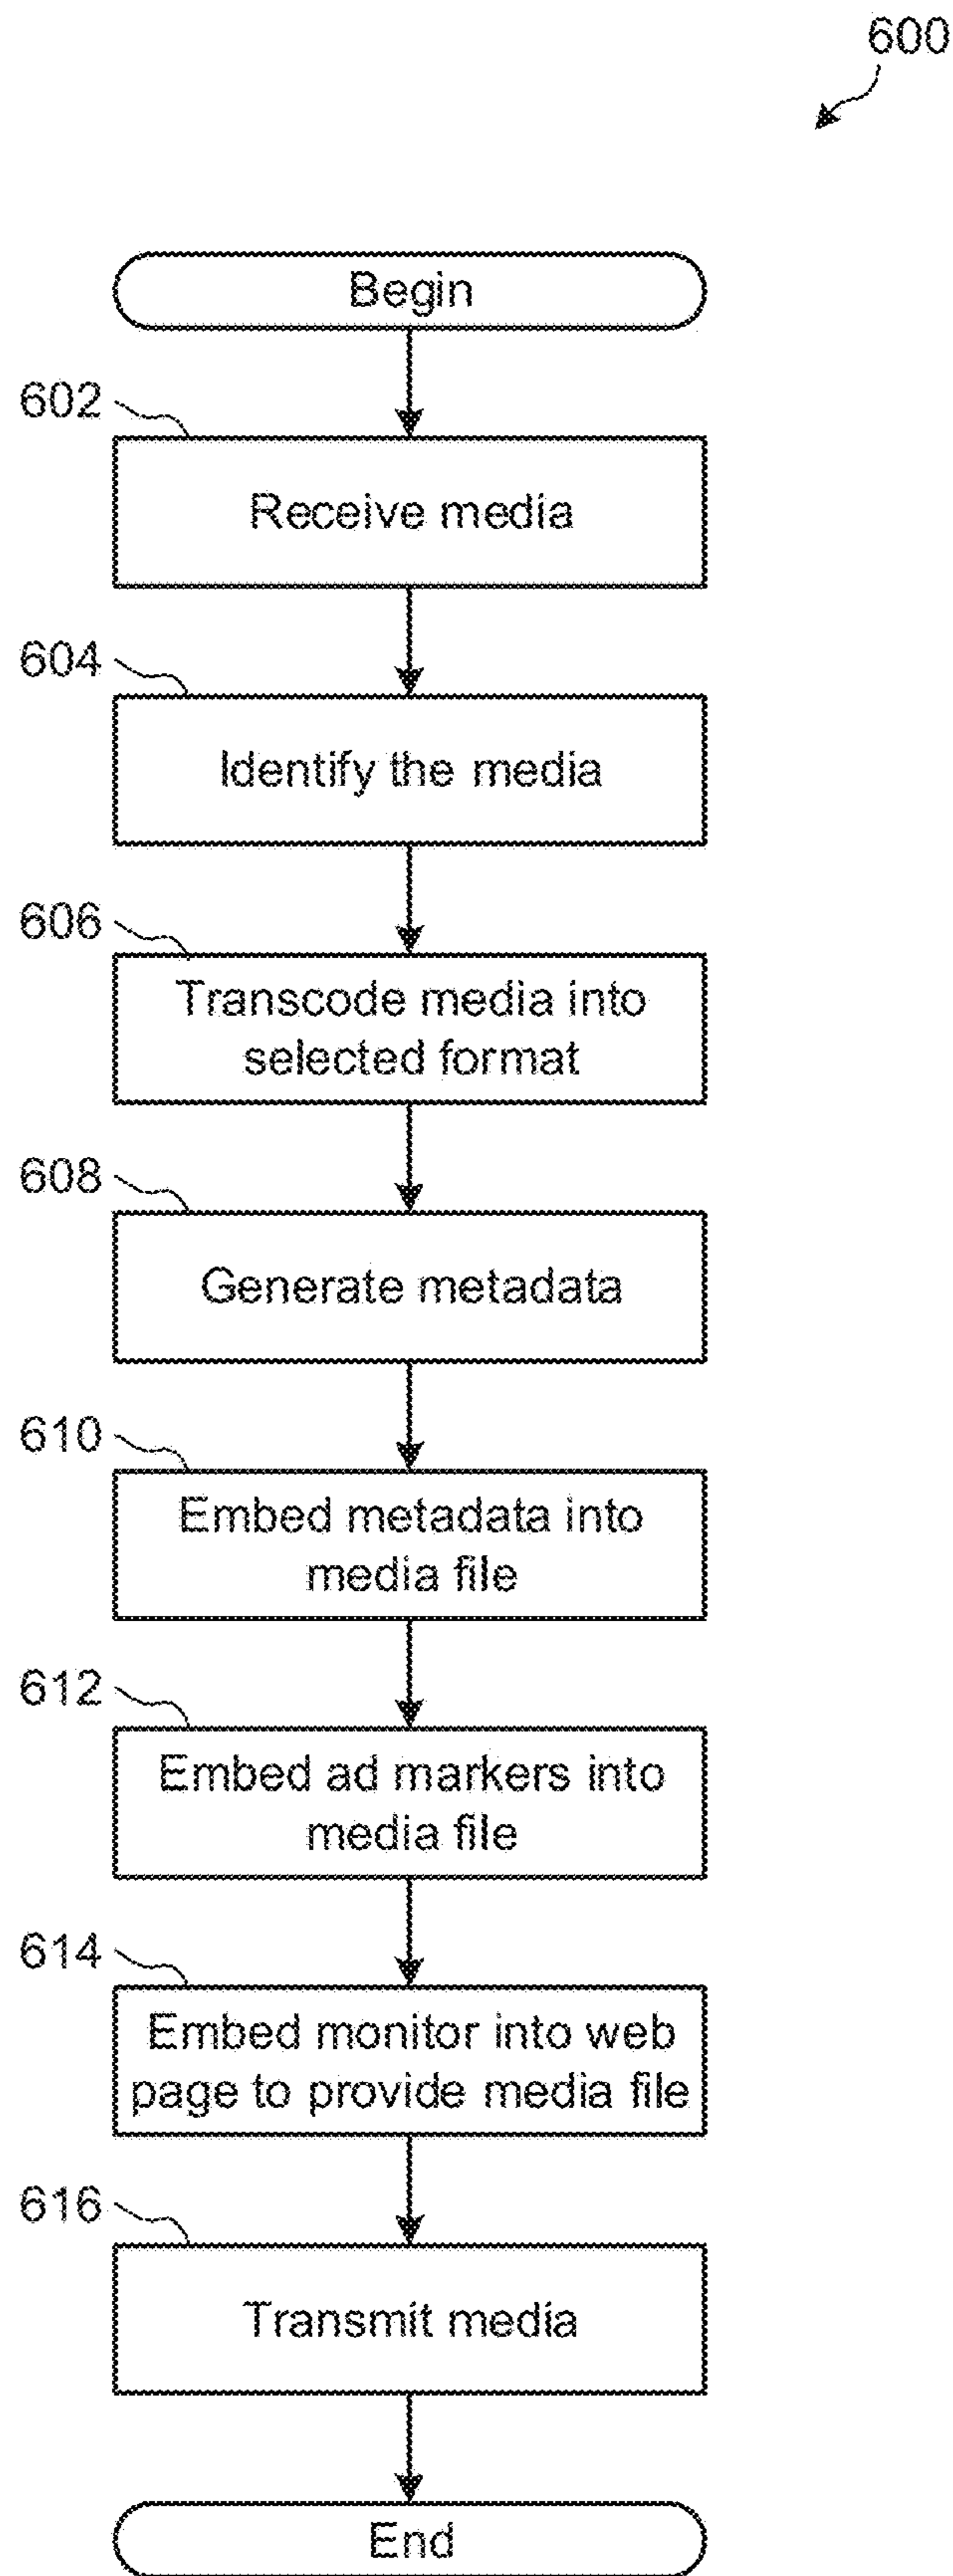 600
Begin
602
Receive media
604
Identify the media
606
Transcode media into
selected format
608
Generate metadata
610
Embed metadata into
media file
612
Embed ad markers into
media file
614
Embed monitor into web
page to provide media file
616
Transmit media
End